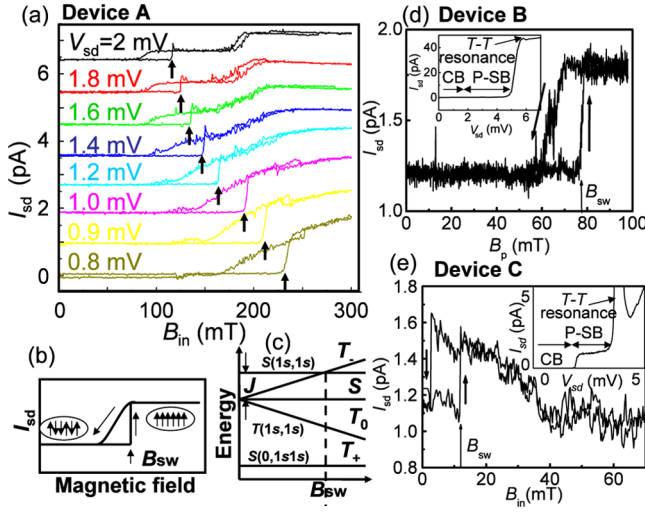 (a) Device A
V_sd=2 mV
1.8 mV
1.6 mV
1.4 mV
1.2 mV
1.0 mV
0.9 mV
0.8 mV
I_sd (pA)
6
4
2
0
0 100 200 300
B_in (mT)
(b)
I_sd
B_SW
Magnetic field
(c)
Energy
S(1s,1s)
T_-
J
S
T(1s,1s)
T_0
S(0,1s1s)
T_+
B_SW
(d) Device B
I_sd (pA)
2.0
1.5
1.0
0 20 40 60 80 100
B_p (mT)
B_sw
50
0
I_sd (pA)
T-T
resonance
CB P-SB
0 2 4 6
V_sd (mV)
(e) Device C
I_sd (pA)
1.8
1.6
1.4
1.2
1.0
0.8
0 20 40 60
B_in(mT)
B_sw
5
0
I_sd (pA)
T-T
resonance
P-SB
CB
0 5
V_sd (mV)